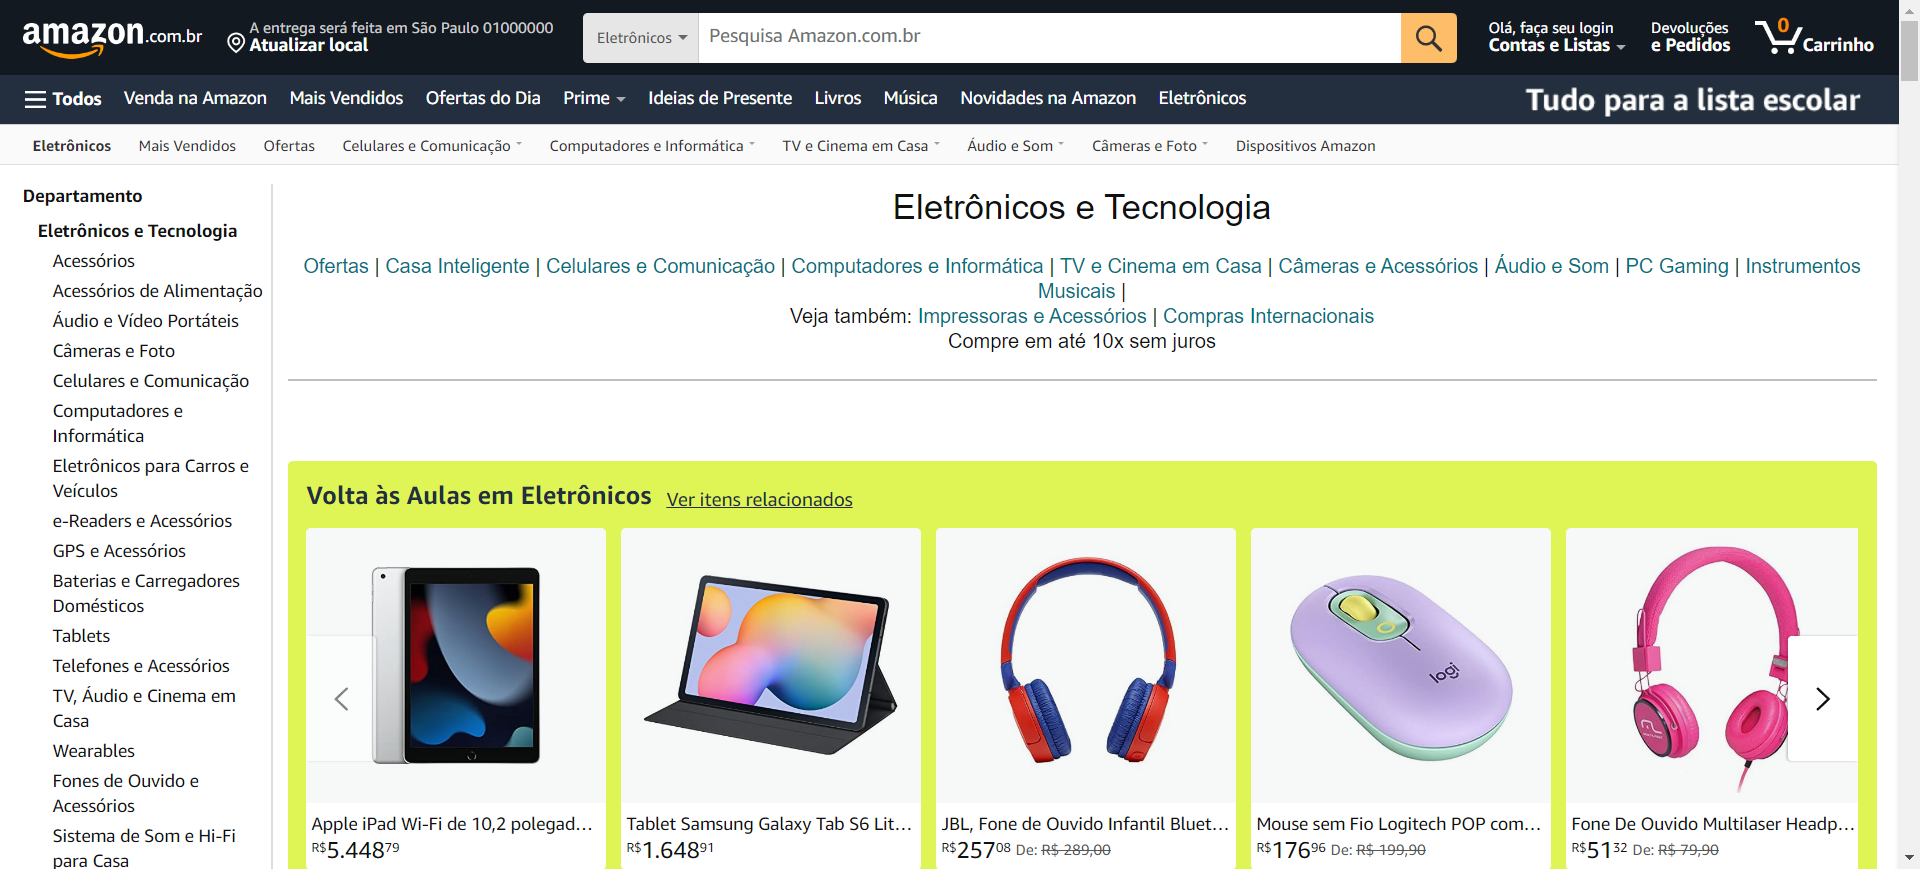 amazon.com.br
A entrega será feita em São Paulo 01000000
Atualizar local
Eletrônicos
Pesquisa Amazon.com.br
Olá, faça seu login
Contas e Listas
Devoluções
e Pedidos
0
Carrinho
Todos
Venda na Amazon
Mais Vendidos
Ofertas do Dia
Prime
Ideias de Presente
Livros
Música
Novidades na Amazon
Eletrônicos
Tudo para a lista escolar
Eletrônicos
Mais Vendidos
Ofertas
Celulares e Comunicação
Computadores e Informática
TV e Cinema em Casa
Áudio e Som
Câmeras e Foto
Dispositivos Amazon
Departamento
Eletrônicos e Tecnologia
Acessórios
Acessórios de Alimentação
Áudio e Vídeo Portáteis
Câmeras e Foto
Celulares e Comunicação
Computadores e
Informática
Eletrônicos para Carros e
Veículos
e-Readers e Acessórios
GPS e Acessórios
Baterias e Carregadores
Domésticos
Tablets
Telefones e Acessórios
TV, Áudio e Cinema em
Casa
Wearables
Fones de Ouvido e
Acessórios
Sistema de Som e Hi-Fi
para Casa
Eletrônicos e Tecnologia
Ofertas | Casa Inteligente | Celulares e Comunicação | Computadores e Informática | TV e Cinema em Casa | Câmeras e Acessórios | Áudio e Som | PC Gaming | Instrumentos
Musicais |
Veja também: Impressoras e Acessórios | Compras Internacionais
Compre em até 10x sem juros
Volta às Aulas em Eletrônicos
Ver itens relacionados
logi
Apple iPad Wi-Fi de 10,2 polegad...
R$5.44879
Tablet Samsung Galaxy Tab S6 Lit...
R$1.64891
JBL, Fone de Ouvido Infantil Bluet...
R$25708 De: R$ 289,00
Mouse sem Fio Logitech POP com...
R$17696 De: R$ 199,90
Fone De Ouvido Multilaser Headp...
R$5132 De: R$ 79,90